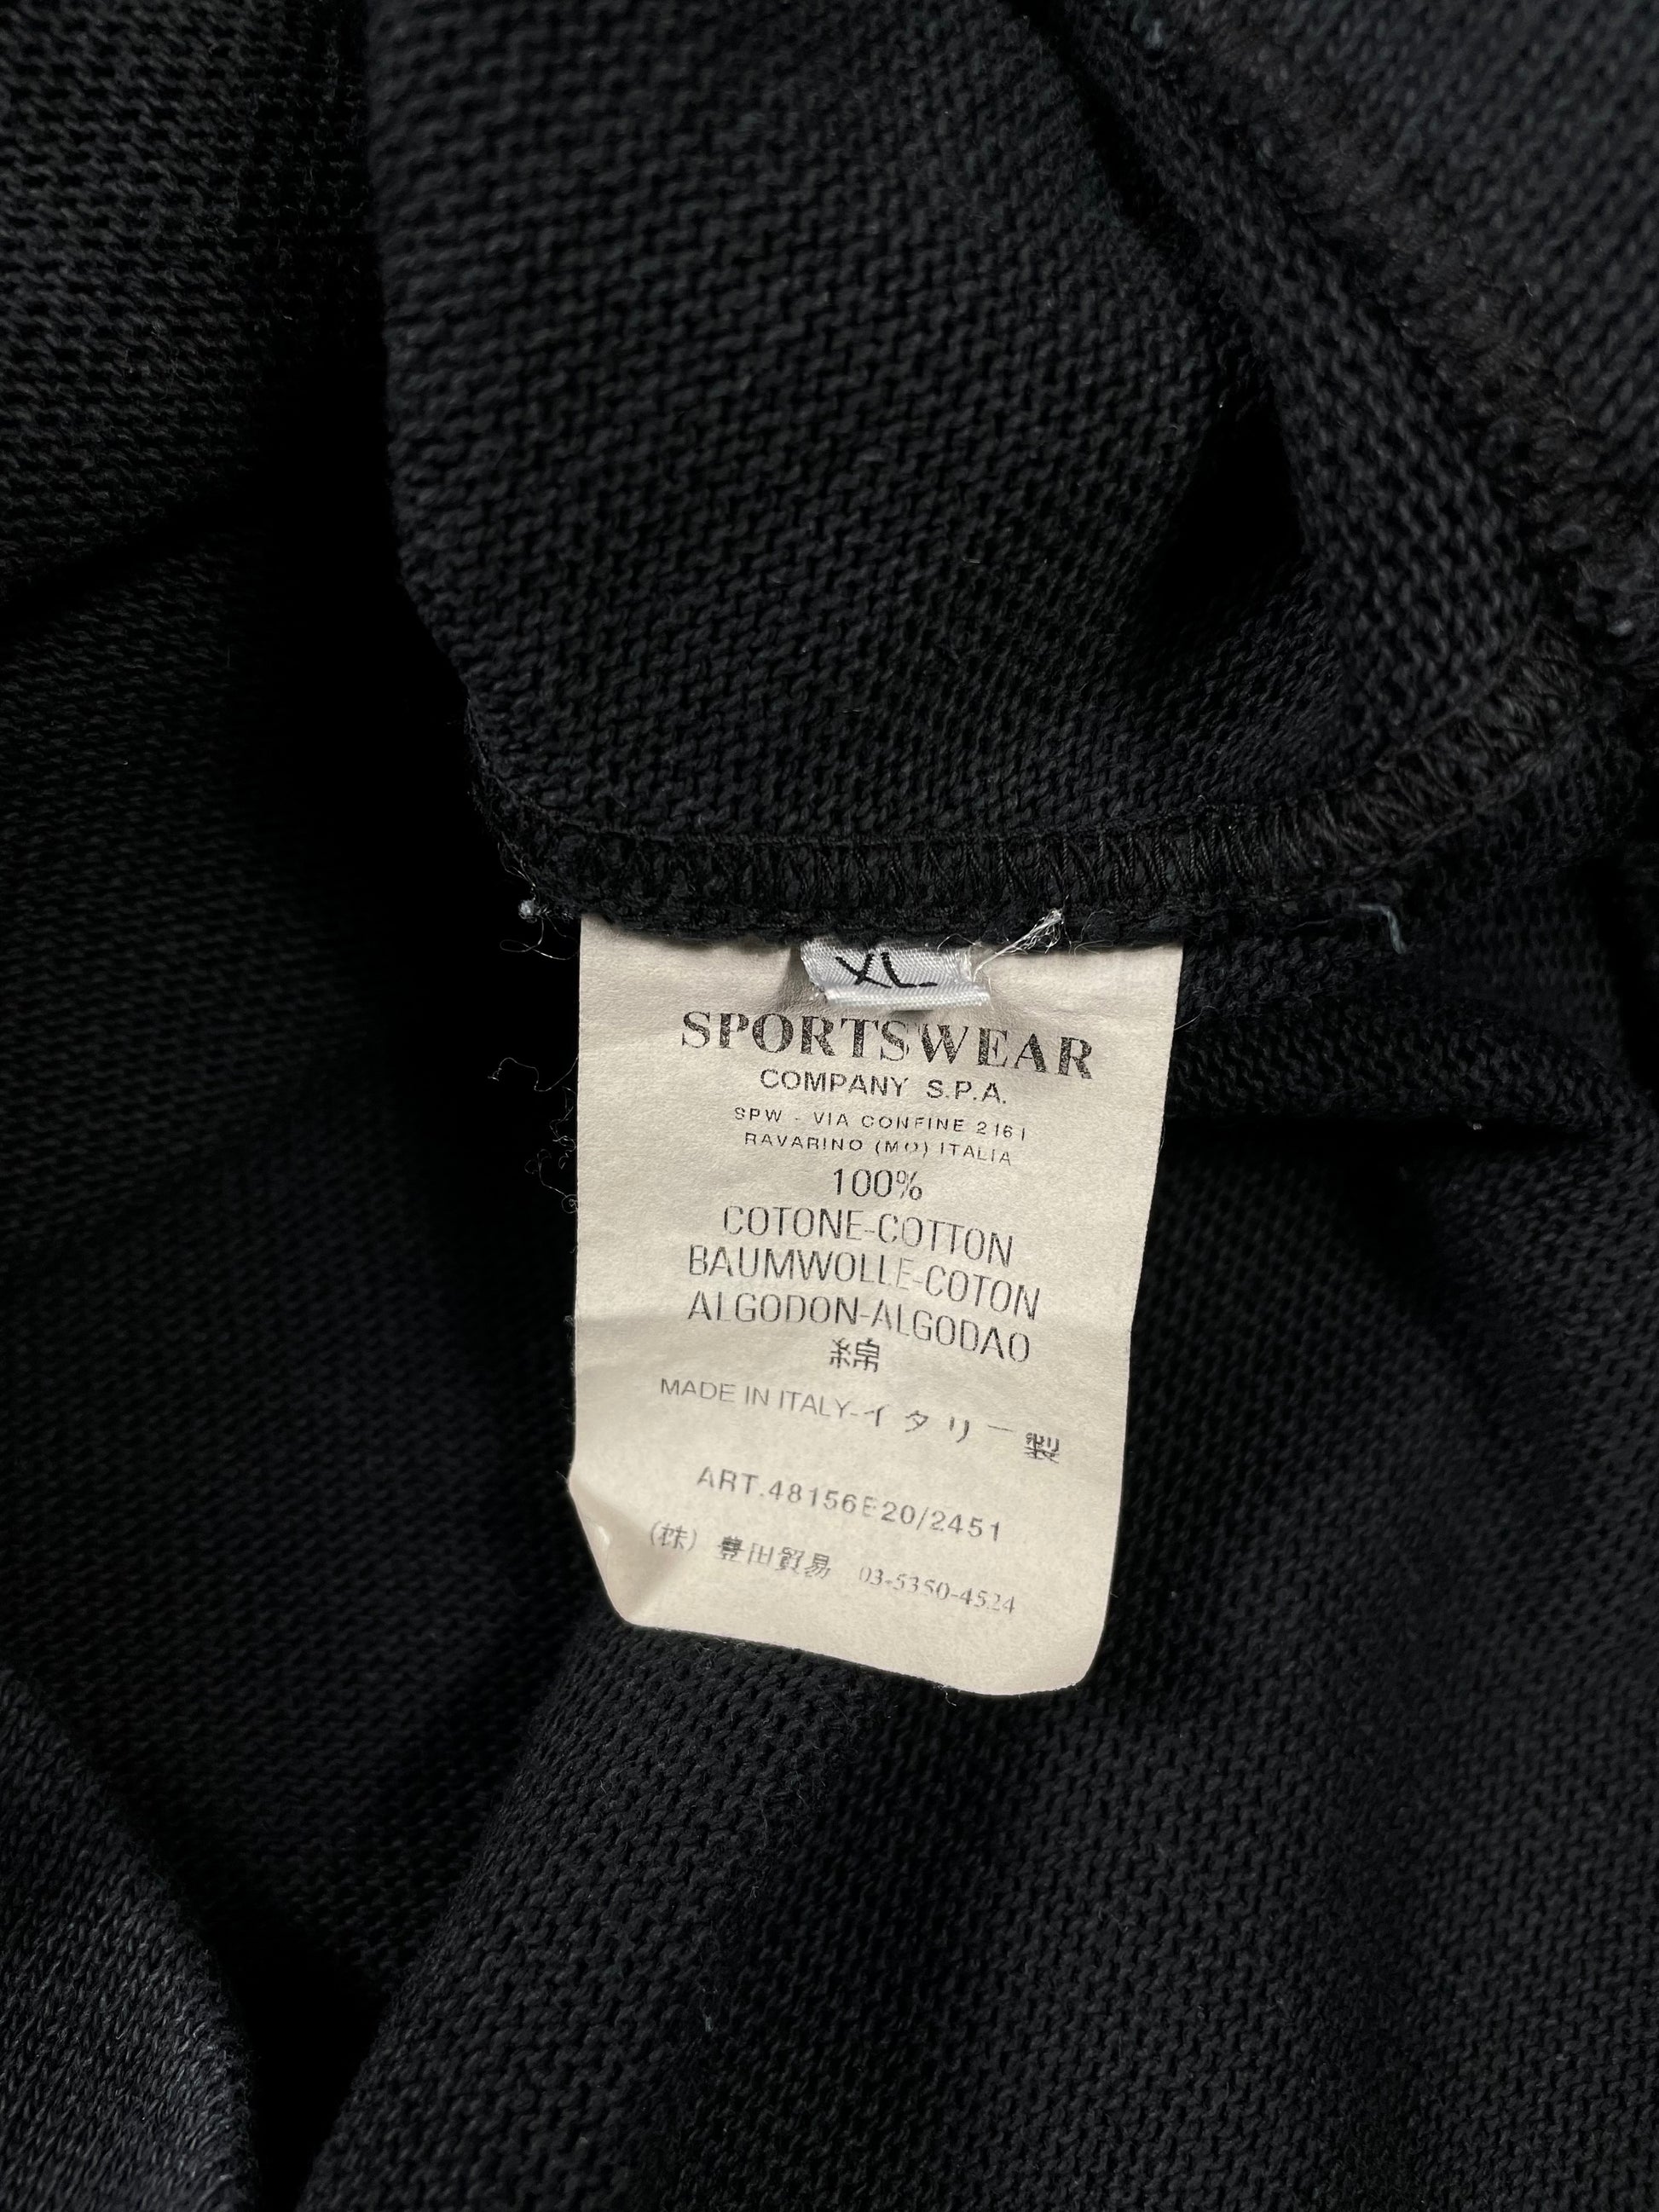 XL
SPORTSWEAR
COMPANY S.P.A.
SPW - VIA CONFINE 2161
RAVARINO (MO) ITALIA
100%
COTONE-COTTON
BAUMWOLLE-COTON
ALGODON-ALGODAO
綿
MADE IN ITALY-イタリー製
ART.48156E20/2451
(株) 豊田貿易 03-5350-4524